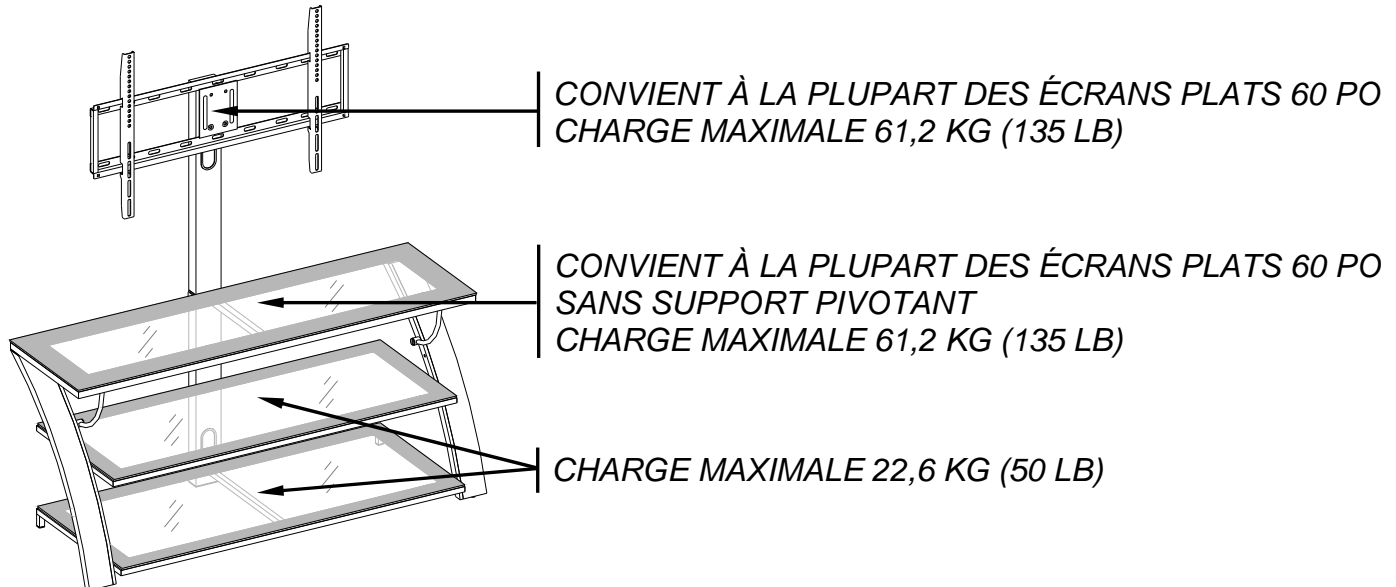 CONVIENT À LA PLUPART DES ÉCRANS PLATS 60 PO
CHARGE MAXIMALE 61,2 KG (135 LB)
CONVIENT À LA PLUPART DES ÉCRANS PLATS 60 PO
SANS SUPPORT PIVOTANT
CHARGE MAXIMALE 61,2 KG (135 LB)
CHARGE MAXIMALE 22,6 KG (50 LB)